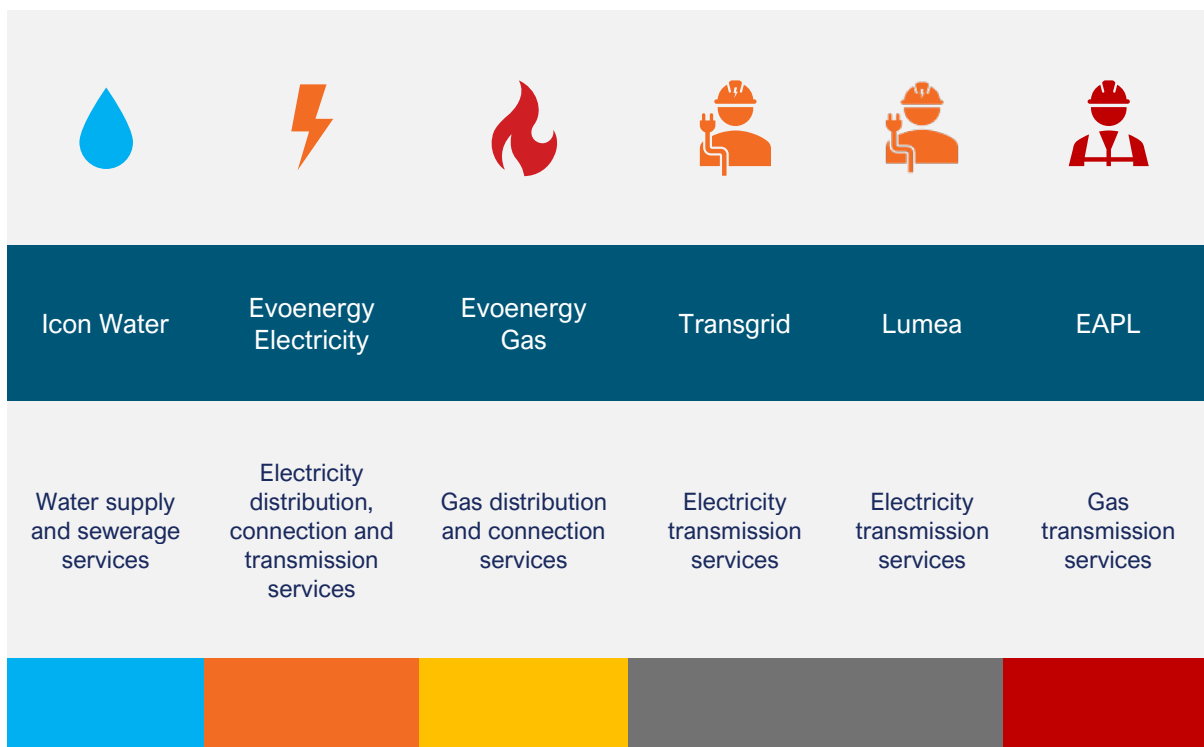 Icon Water
Evoenergy
Electricity
Evoenergy
Gas
Transgrid
Lumea
EAPL
Water supply
and sewerage
services
Electricity
distribution,
connection and
transmission
services
Gas distribution
and connection
services
Electricity
transmission
services
Electricity
transmission
services
Gas
transmission
services